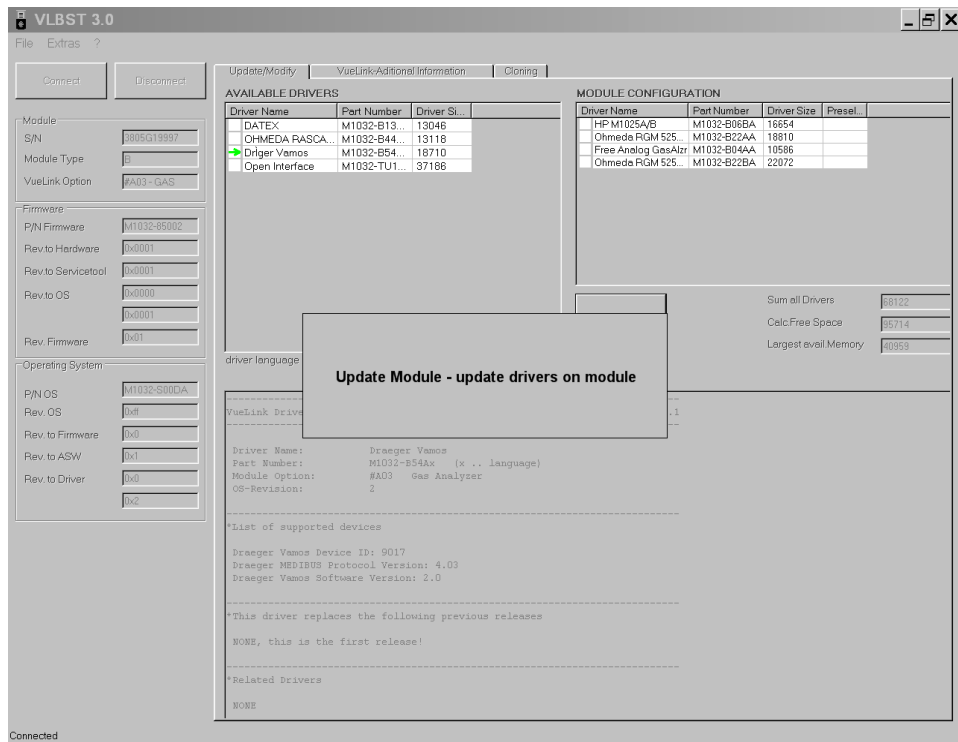 VLBST 3.0
File Extras ?
Connect Disconnect
Update/Modify VueLink-Aditional Information Cloning
AVAILABLE DRIVERS
Driver Name Part Number Driver Si...
DATEX M1032-B13... 13046
OHMEDA RASCA... M1032-B44... 13118
Drlger Vamos M1032-B54... 18710
Open Interface M1032-TU1... 37186
MODULE CONFIGURATION
Driver Name Part Number Driver Size Presel...
HP M1025A/B M1032-B06BA 16654
Ohmeda RGM 525... M1032-B22AA 18810
Free Analog GasAlzr M1032-B04AA 10586
Ohmeda RGM 525... M1032-B22BA 22072
Module
S/N 3805G19997
Module Type B
VueLink Option #A03 - GAS
Firmware
P/N Firmware M1032-85002
Rev.to Hardware 0x0001
Rev.to Servicetool 0x0001
Rev.to OS 0x0000
0x0001
Rev. Firmware 0x01
Operating System
P/N OS M1032-S00DA
Rev. OS 0xff
Rev. to Firmware 0x0
Rev. to ASW 0x1
Rev. to Driver 0x0
0x2
Sum all Drivers 68122
Calc.Free Space 95714
Largest avail.Memory 40959
driver language
Update Module - update drivers on module
VueLink Drive .1
Driver Name: Draeger Vamos
Part Number: M1032-B54Ax (x .. language)
Module Option: #A03 Gas Analyzer
OS-Revision: 2
*List of supported devices
Draeger Vamos Device ID: 9017
Draeger MEDIBUS Protocol Version: 4.03
Draeger Vamos Software Version: 2.0
*This driver replaces the following previous releases
NONE, this is the first release!
*Related Drivers
NONE
Connected